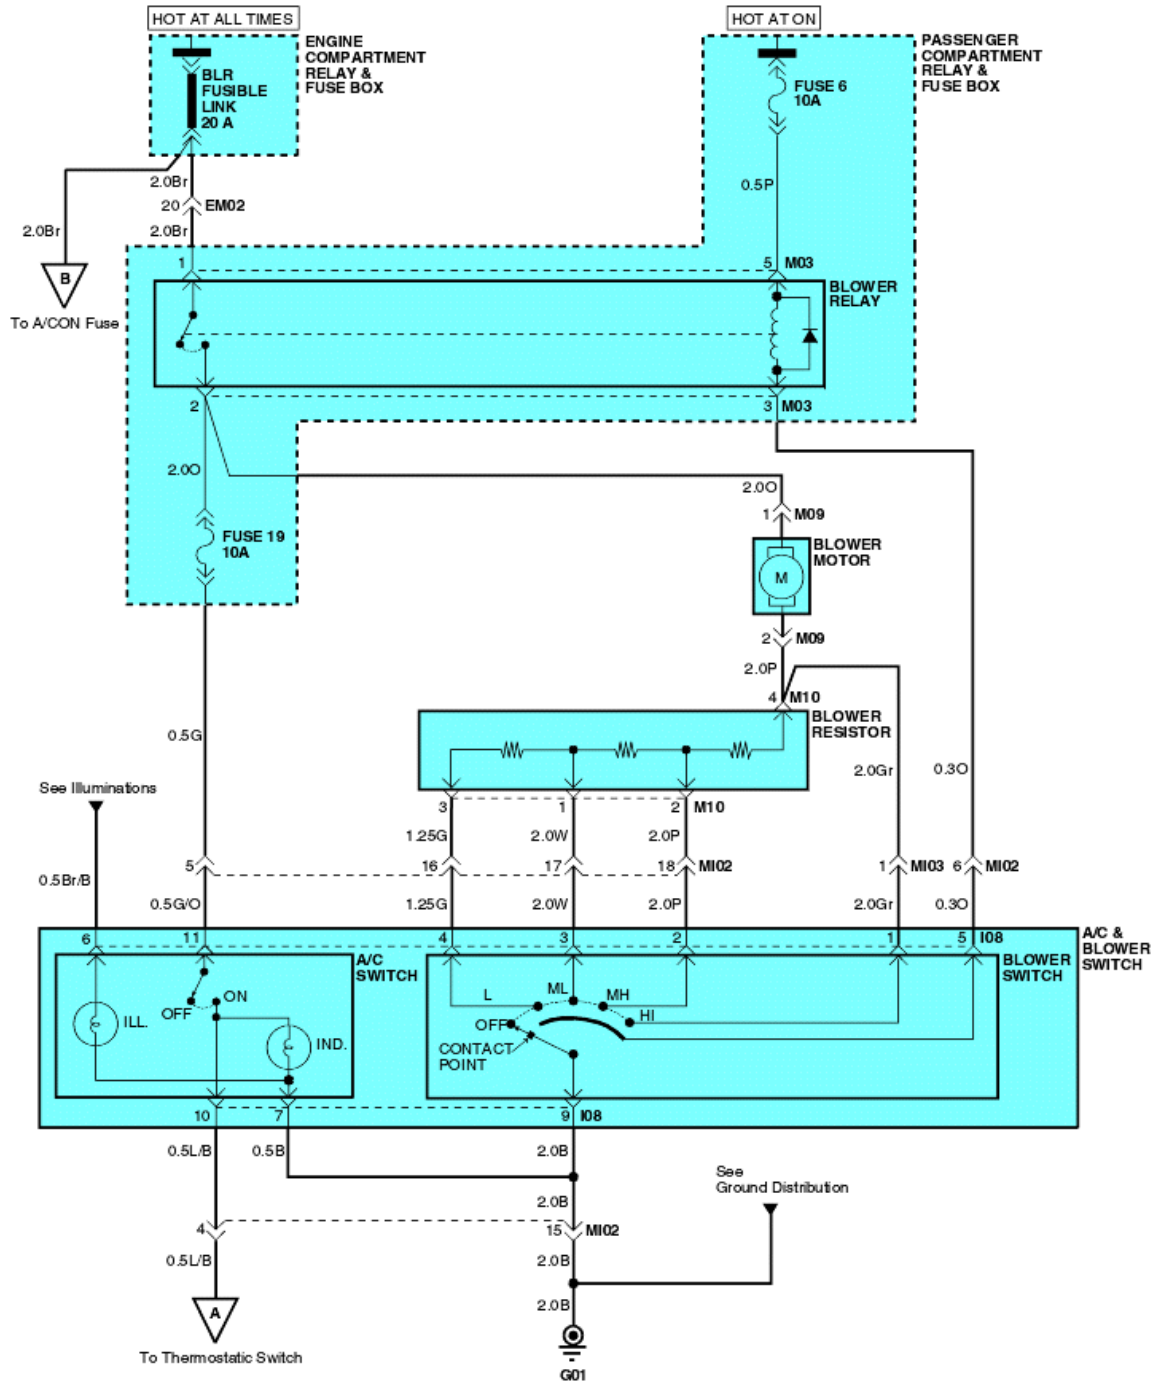 HOT AT ALL TIMES
HOT AT ON
ENGINE
COMPARTMENT
RELAY &
FUSE BOX
PASSENGER
COMPARTMENT
RELAY &
FUSE BOX
BLR
FUSIBLE
LINK
20 A
FUSE 6
10A
2.0Br
0.5P
20 EM02
2.0Br
2.0Br
B
To A/CON Fuse
1
5 M03
BLOWER
RELAY
2
3 M03
2.0O
2.0O
1 M09
FUSE 19
10A
BLOWER
MOTOR
M
2 M09
2.0P
4 M10
BLOWER
RESISTOR
0.5G
2.0Gr
0.3O
See Illuminations
3
1
2 M10
1.25G
2.0W
2.0P
5
16
17
18 MI02
1 MI03
6 MI02
0.5Br/B
0.5G/O
1.25G
2.0W
2.0P
2.0Gr
0.3O
6
11
4
3
2
1
5 I08
A/C &
BLOWER
SWITCH
A/C
SWITCH
BLOWER
SWITCH
ILL.
OFF
ON
IND.
L
ML
MH
HI
OFF
CONTACT
POINT
10
7
9 I08
0.5L/B
0.5B
2.0B
See
Ground Distribution
2.0B
4
15 MI02
0.5L/B
2.0B
2.0B
A
To Thermostatic Switch
G01